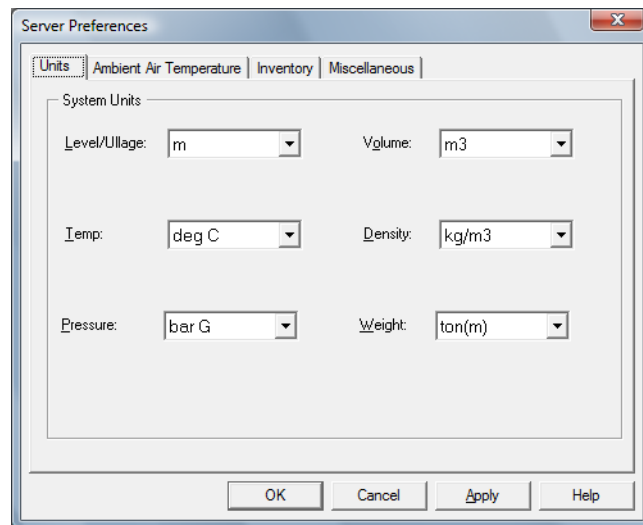 Server Preferences
X
Units Ambient Air Temperature Inventory Miscellaneous
System Units
Level/Ullage: m Volume: m3
Temp: deg C Density: kg/m3
Pressure: bar G Weight: ton(m)
OK Cancel Apply Help